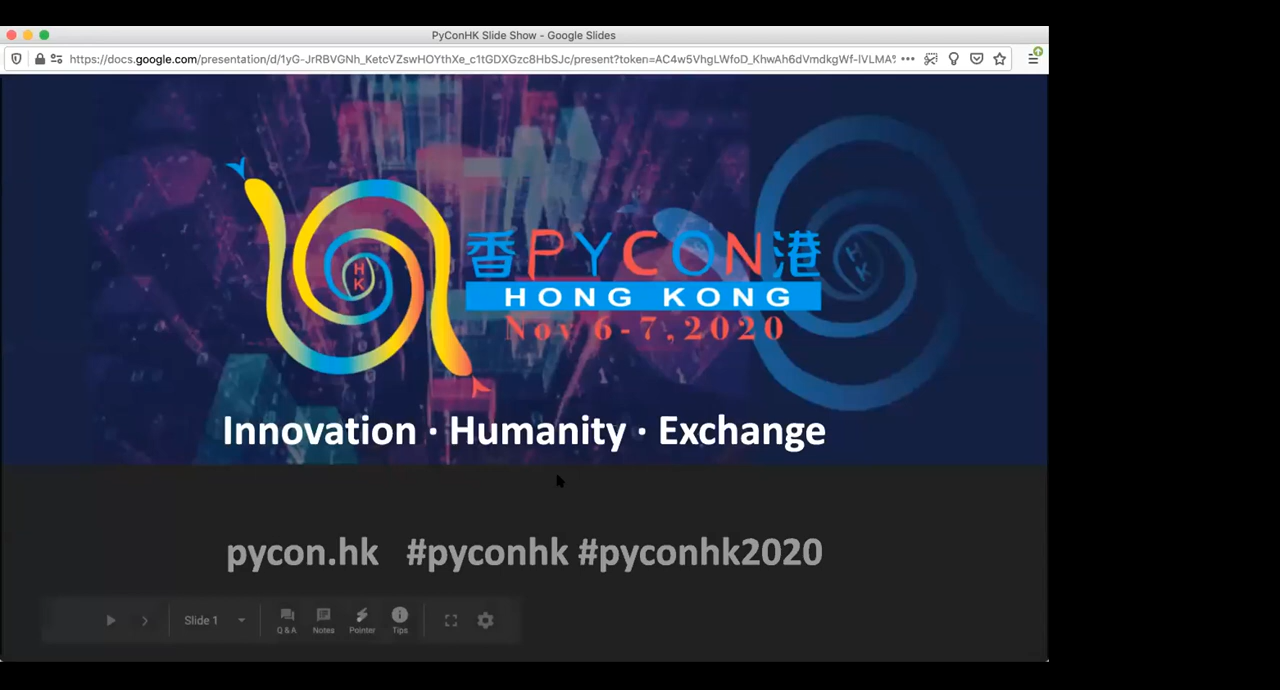 PyConHK Slide Show - Google Slides
https://docs.google.com/presentation/d/1yG-JrRBVGNh_KetcVZswHOYthXe_c1tGDXGzc8HbSJc/present?token=AC4w5VhgLWfoD_KhwAh6dVmdkgWf-IVLMA
香PYCON港
HK
HK
HONG KONG
Nov 6-7,2020
Innovation · Humanity · Exchange
pycon.hk #pyconhk #pyconhk2020
Slide 1
Q & A
Notes
Pointer
Tips